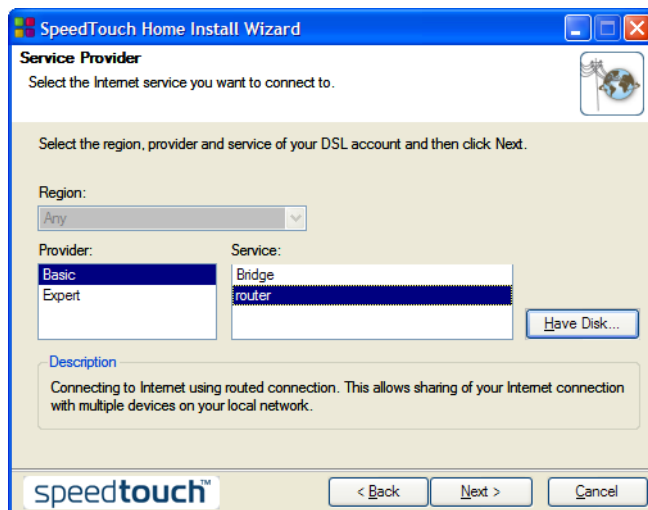 SpeedTouch Home Install Wizard
Service Provider
Select the Internet service you want to connect to.
Select the region, provider and service of your DSL account and then click Next.
Region:
Any
Provider:
Service:
Basic
Expert
Bridge
router
Have Disk...
Description
Connecting to Internet using routed connection. This allows sharing of your Internet connection
with multiple devices on your local network.
speedtouch™
< Back
Next >
Cancel